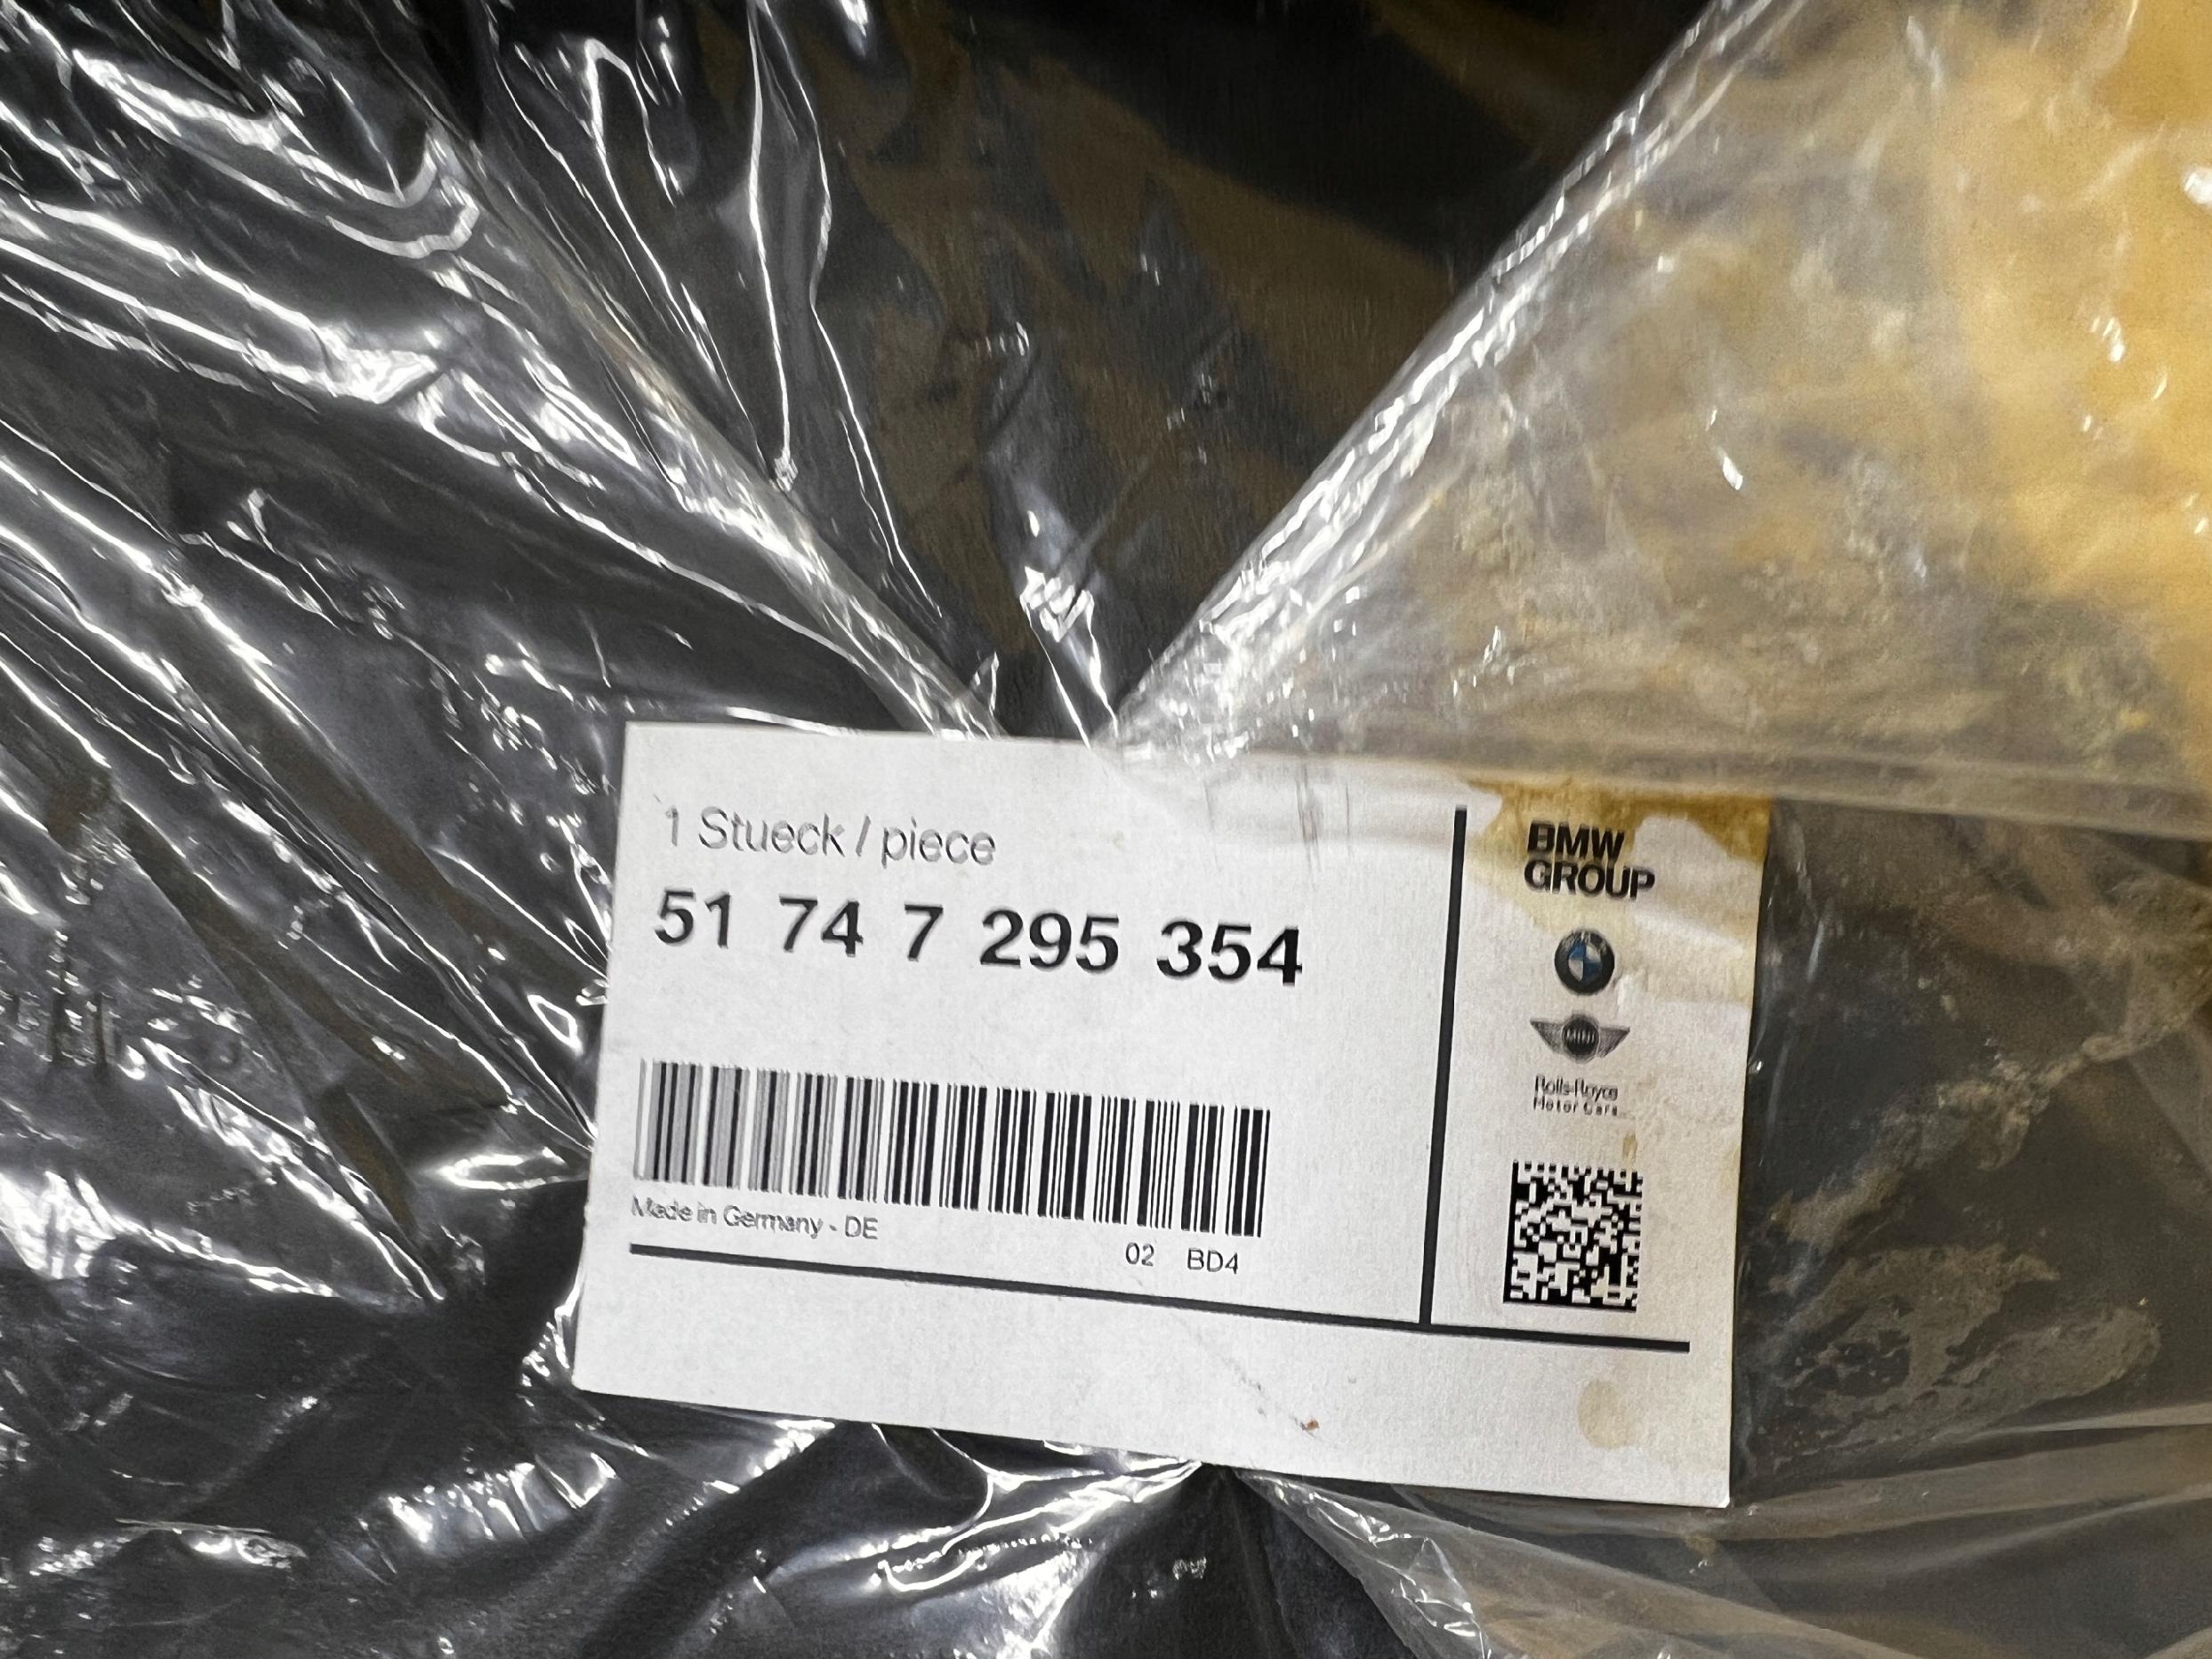 1 Stueck / piece
51 74 7 295 354
Made in Germany - DE
02 BD4
BMW
GROUP
MINI
Rolls-Royce
Motor Cars